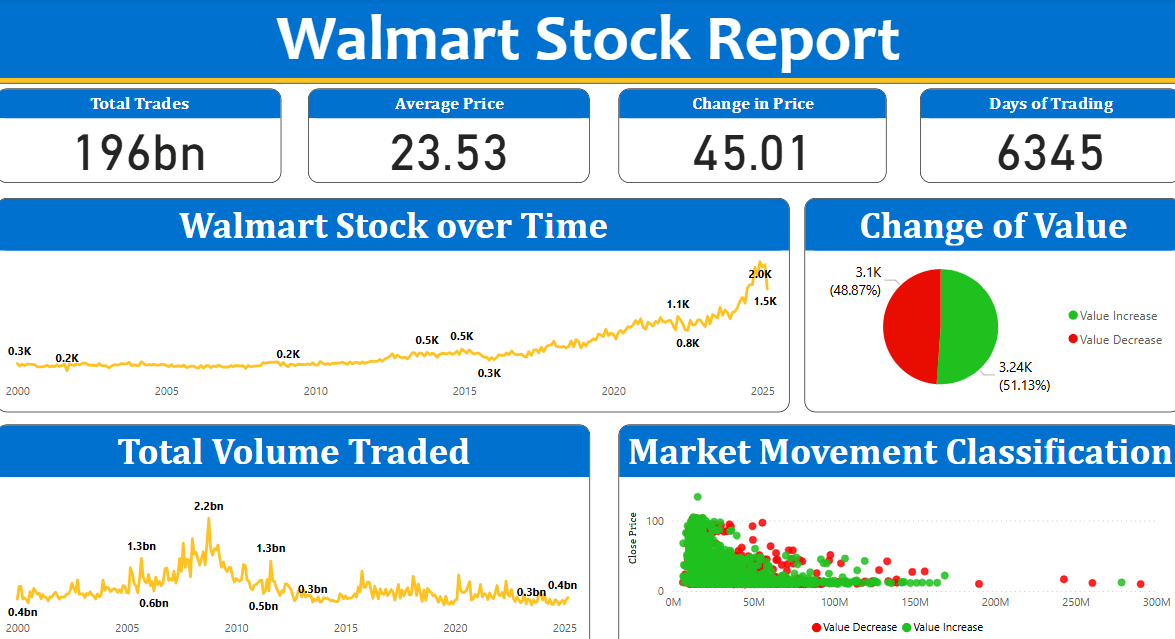 Walmart Stock Report
Total Trades
196bn
Average Price
23.53
Change in Price
45.01
Days of Trading
6345
Walmart Stock over Time
0.3K
0.2K
0.2K
0.5K
0.5K
0.3K
1.1K
0.8K
2.0K
1.5K
2000 2005 2010 2015 2020 2025
Change of Value
3.1K
(48.87%)
Value Increase
Value Decrease
3.24K
(51.13%)
Total Volume Traded
0.4bn
1.3bn
0.6bn
2.2bn
0.5bn
1.3bn
0.3bn
0.3bn
0.4bn
2000 2005 2010 2015 2020 2025
Market Movement Classification
Close Price
100
0
0M 50M 100M 150M 200M 250M 300M
Value Decrease Value Increase